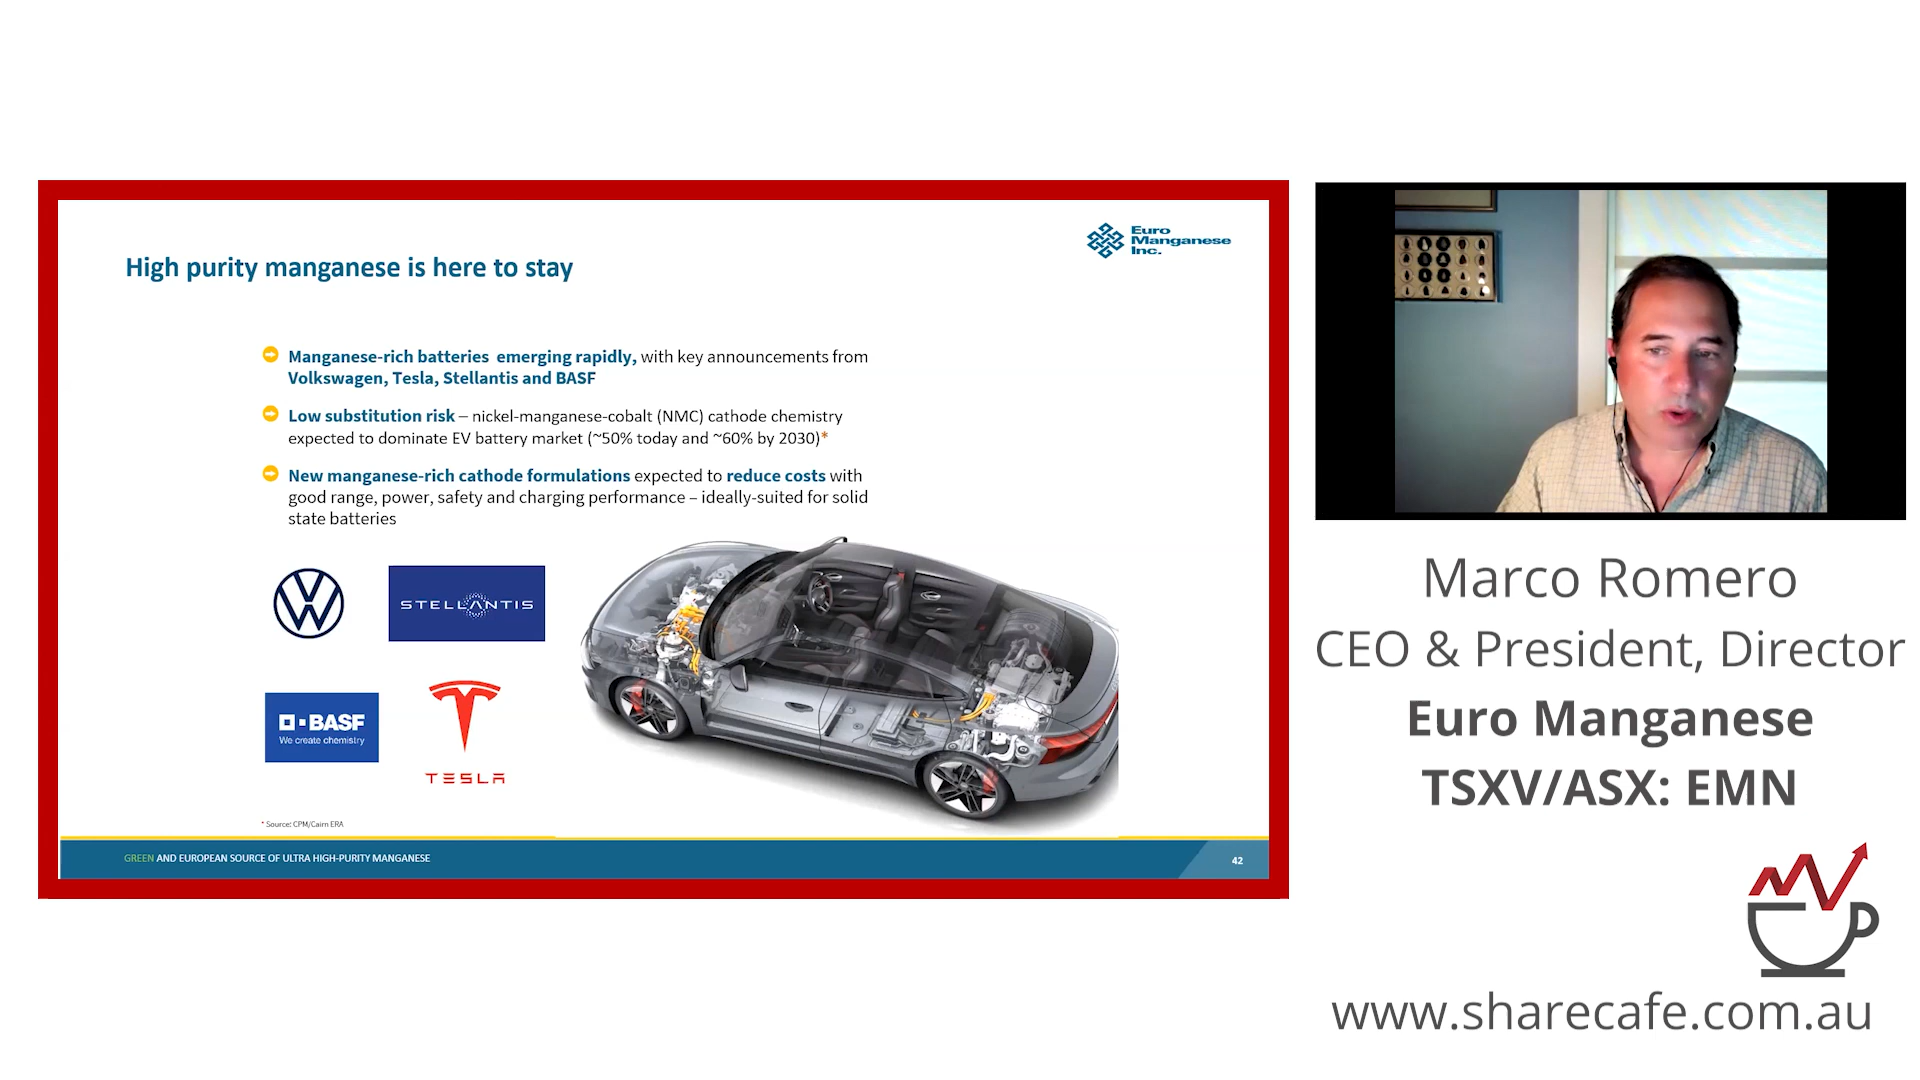 High purity manganese is here to stay
Euro
Manganese
Inc.
Manganese-rich batteries emerging rapidly, with key announcements from
Volkswagen, Tesla, Stellantis and BASF
Low substitution risk – nickel-manganese-cobalt (NMC) cathode chemistry
expected to dominate EV battery market (~50% today and ~60% by 2030)*
New manganese-rich cathode formulations expected to reduce costs with
good range, power, safety and charging performance – ideally-suited for solid
state batteries
STELLANTIS
BASF
We create chemistry
TESLA
* Source: CPM/Cairn ERA
GREEN AND EUROPEAN SOURCE OF ULTRA HIGH-PURITY MANGANESE
42
Marco Romero
CEO & President, Director
Euro Manganese
TSXV/ASX: EMN
www.sharecafe.com.au